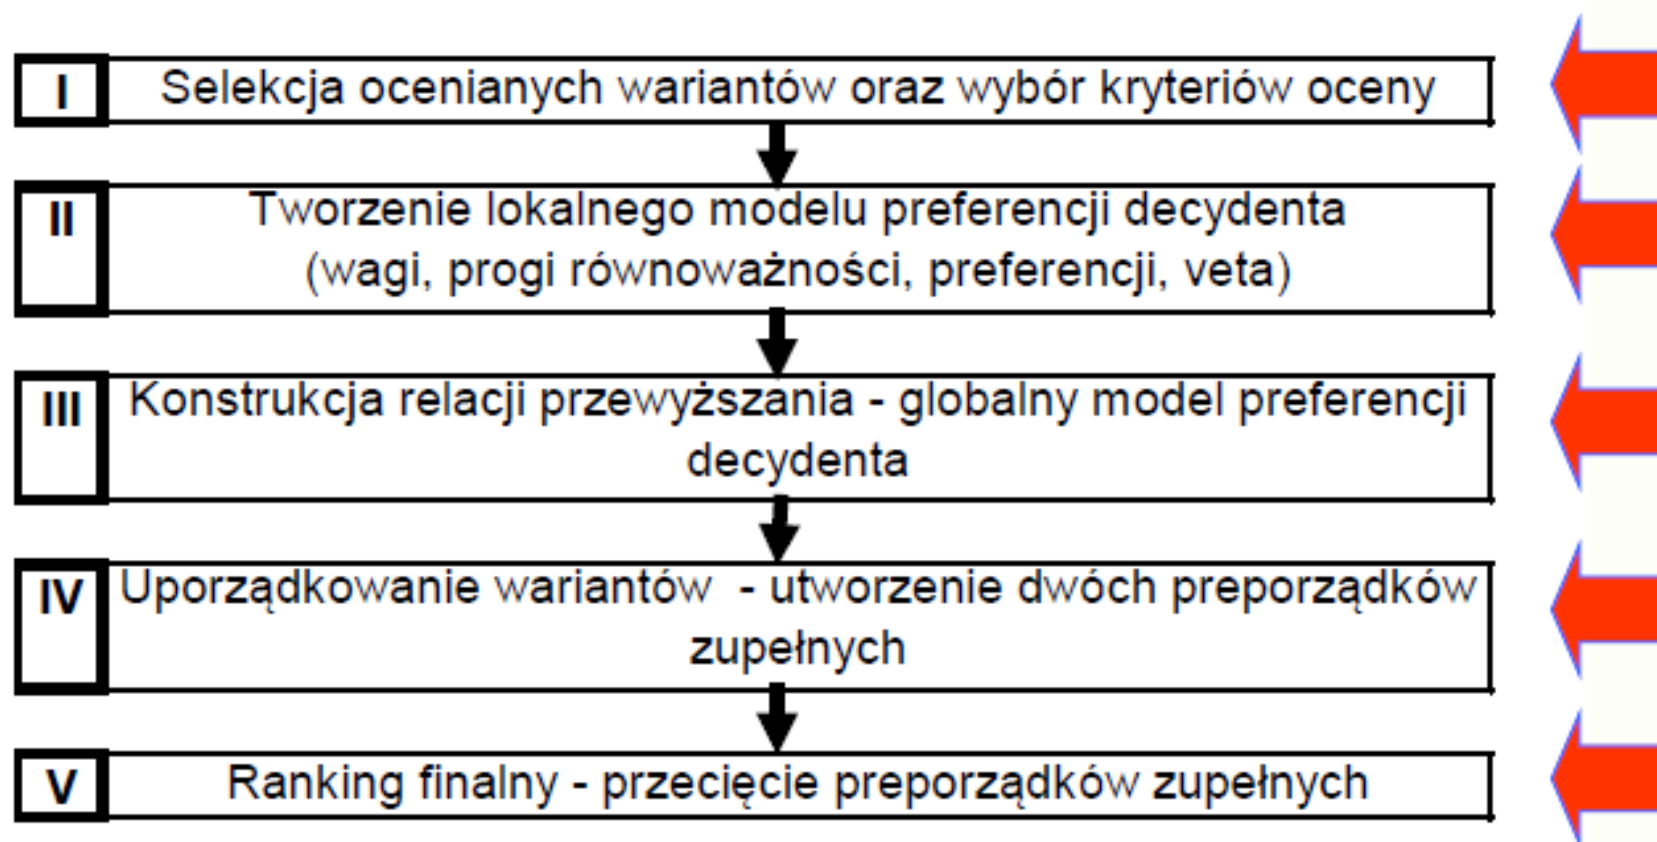 I
Selekcja ocenianych wariantów oraz wybór kryteriów oceny
II
Tworzenie lokalnego modelu preferencji decydenta
(wagi, progi równoważności, preferencji, veta)
III
Konstrukcja relacji przewyższania - globalny model preferencji
decydenta
IV
Uporządkowanie wariantów - utworzenie dwóch preporządków
zupełnych
V
Ranking finalny - przecięcie preporządków zupełnych